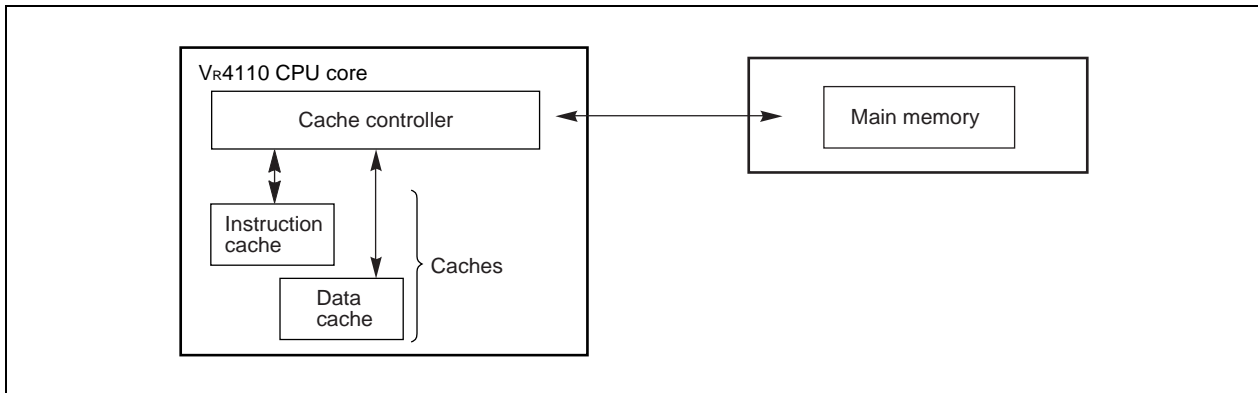 VR4110 CPU core
Cache controller
Main memory
Instruction
cache
Caches
Data
cache